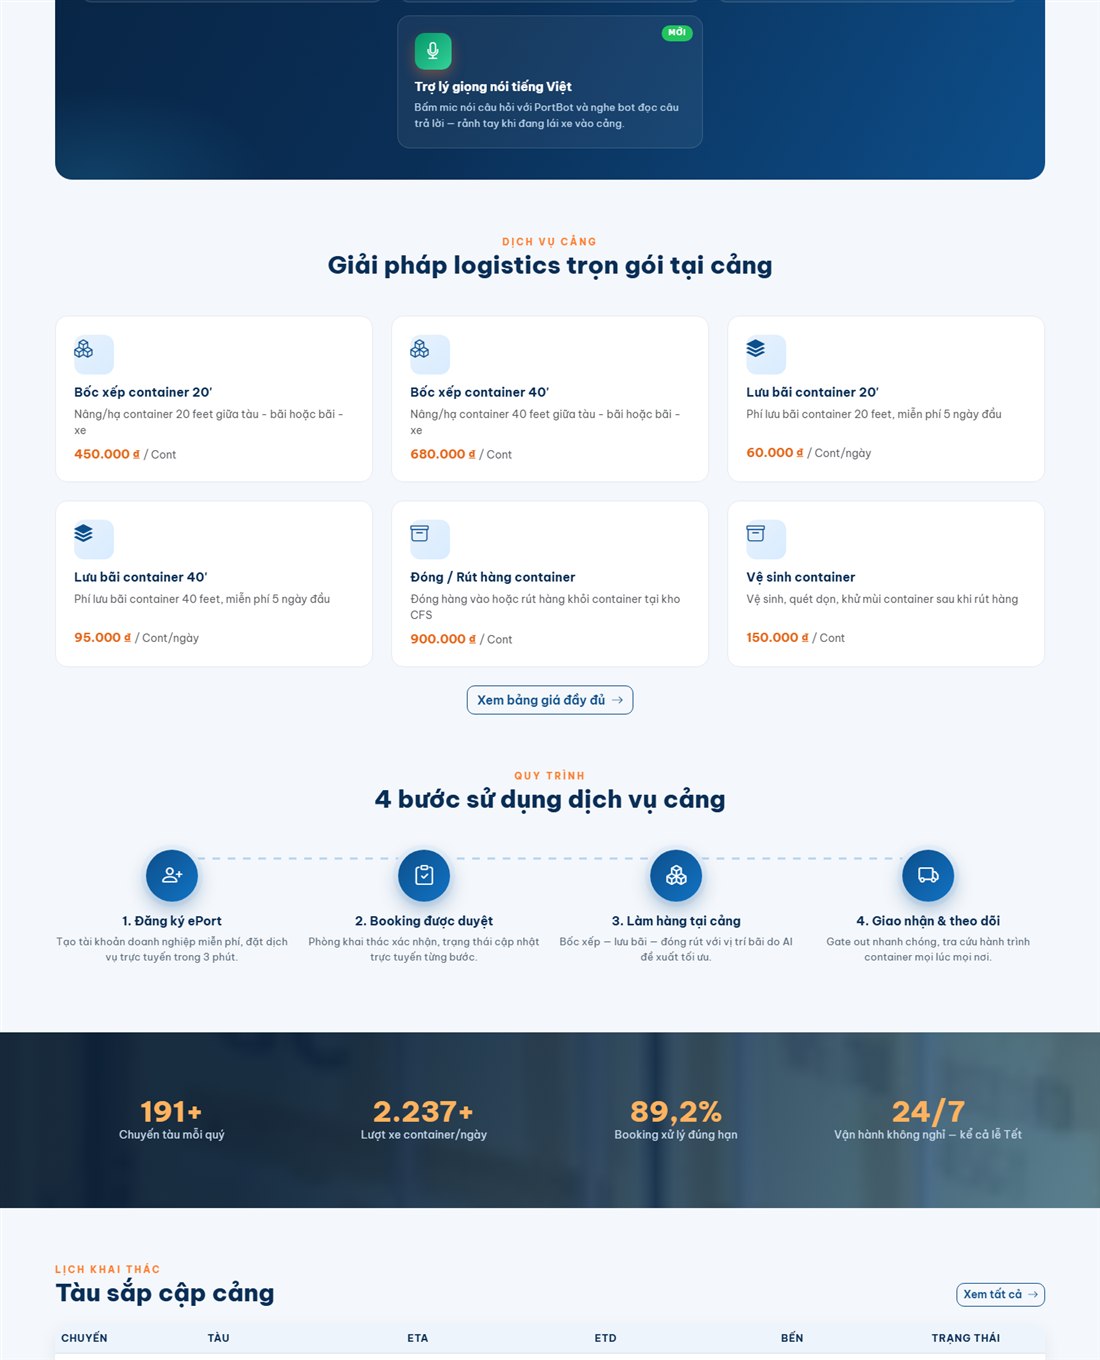 MỚI
Trợ lý giọng nói tiếng Việt
Bấm mic nói câu hỏi với PortBot và nghe bot đọc câu
trả lời — rảnh tay khi đang lái xe vào cảng.
DỊCH VỤ CẢNG
Giải pháp logistics trọn gói tại cảng
Bốc xếp container 20'
Nâng/hạ container 20 feet giữa tàu - bãi hoặc bãi -
xe
450.000 ₫ / Cont
Bốc xếp container 40'
Nâng/hạ container 40 feet giữa tàu - bãi hoặc bãi -
xe
680.000 ₫ / Cont
Lưu bãi container 20'
Phí lưu bãi container 20 feet, miễn phí 5 ngày đầu
60.000 ₫ / Cont/ngày
Lưu bãi container 40'
Phí lưu bãi container 40 feet, miễn phí 5 ngày đầu
95.000 ₫ / Cont/ngày
Đóng / Rút hàng container
Đóng hàng vào hoặc rút hàng khỏi container tại kho
CFS
900.000 ₫ / Cont
Vệ sinh container
Vệ sinh, quét dọn, khử mùi container sau khi rút hàng
150.000 ₫ / Cont
Xem bảng giá đầy đủ →
QUY TRÌNH
4 bước sử dụng dịch vụ cảng
1. Đăng ký ePort
Tạo tài khoản doanh nghiệp miễn phí, đặt dịch
vụ trực tuyến trong 3 phút.
2. Booking được duyệt
Phòng khai thác xác nhận, trạng thái cập nhật
trực tuyến từng bước.
3. Làm hàng tại cảng
Bốc xếp — lưu bãi — đóng rút với vị trí bãi do AI
đề xuất tối ưu.
4. Giao nhận & theo dõi
Gate out nhanh chóng, tra cứu hành trình
container mọi lúc mọi nơi.
191+
Chuyến tàu mỗi quý
2.237+
Lượt xe container/ngày
89,2%
Booking xử lý đúng hạn
24/7
Vận hành không nghỉ — kể cả lễ Tết
LỊCH KHAI THÁC
Tàu sắp cập cảng
Xem tất cả →
CHUYẾN TÀU ETA ETD BẾN TRẠNG THÁI